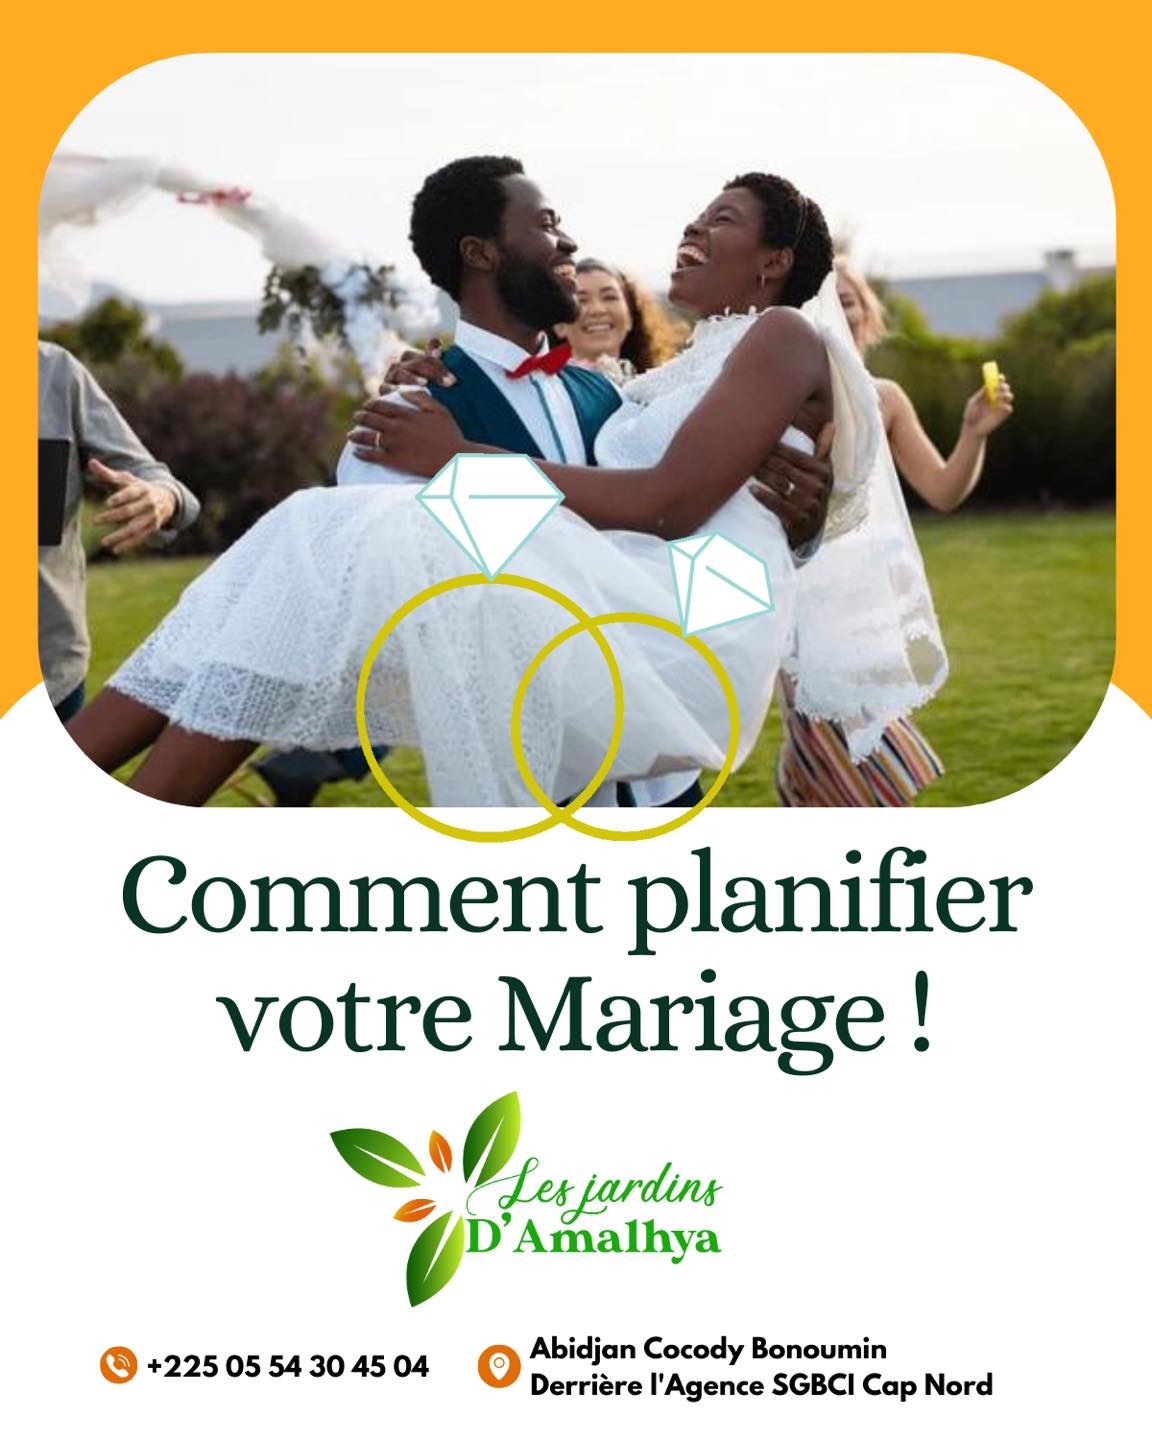 Comment planifier
votre Mariage !
Les jardins
D'Amalhya
+225 05 54 30 45 04
Abidjan Cocody Bonoumin
Derrière l'Agence SGBCI Cap Nord